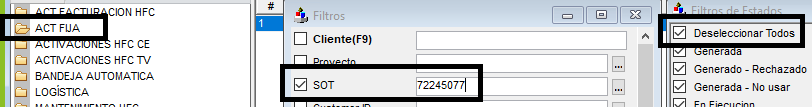 ACT FACTURACION HFC
ACT FIJA
ACTIVACIONES HFC CE
ACTIVACIONES HFC TV
BANDEJA AUTOMATICA
LOGÍSTICA
MANTENIMIENTO HFC
#
1
Filtros
Cliente(F9)
Proyecto
...
SOT
72245077
...
Customer ID
Filtros de Estados
Deseleccionar Todos
Generada
Generado - Rechazado
Generada - No usar
En Ejecucion